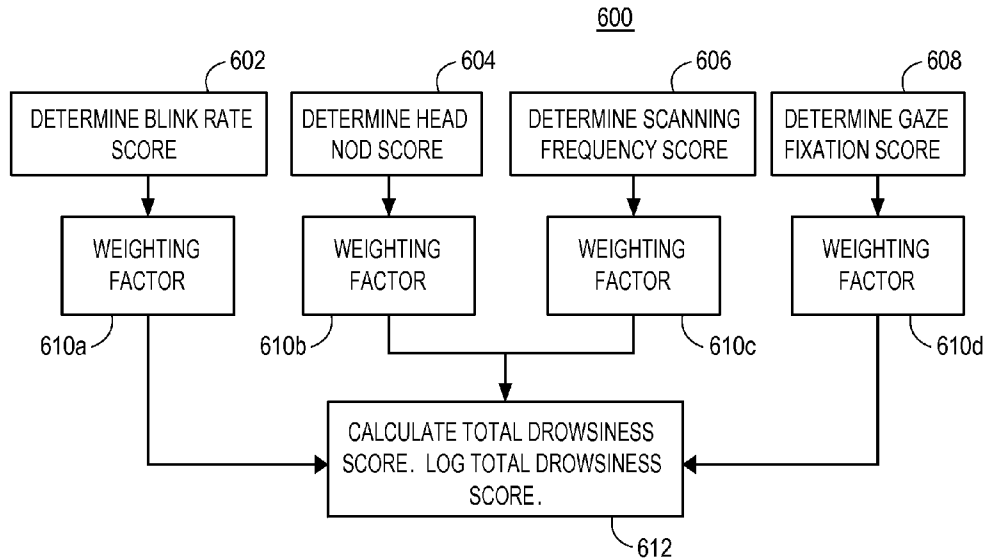 600
602
604
606
608
DETERMINE BLINK RATE
SCORE
DETERMINE HEAD
NOD SCORE
DETERMINE SCANNING
FREQUENCY SCORE
DETERMINE GAZE
FIXATION SCORE
WEIGHTING
FACTOR
WEIGHTING
FACTOR
WEIGHTING
FACTOR
WEIGHTING
FACTOR
610a
610b
610c
610d
CALCULATE TOTAL DROWSINESS
SCORE. LOG TOTAL DROWSINESS
SCORE.
612